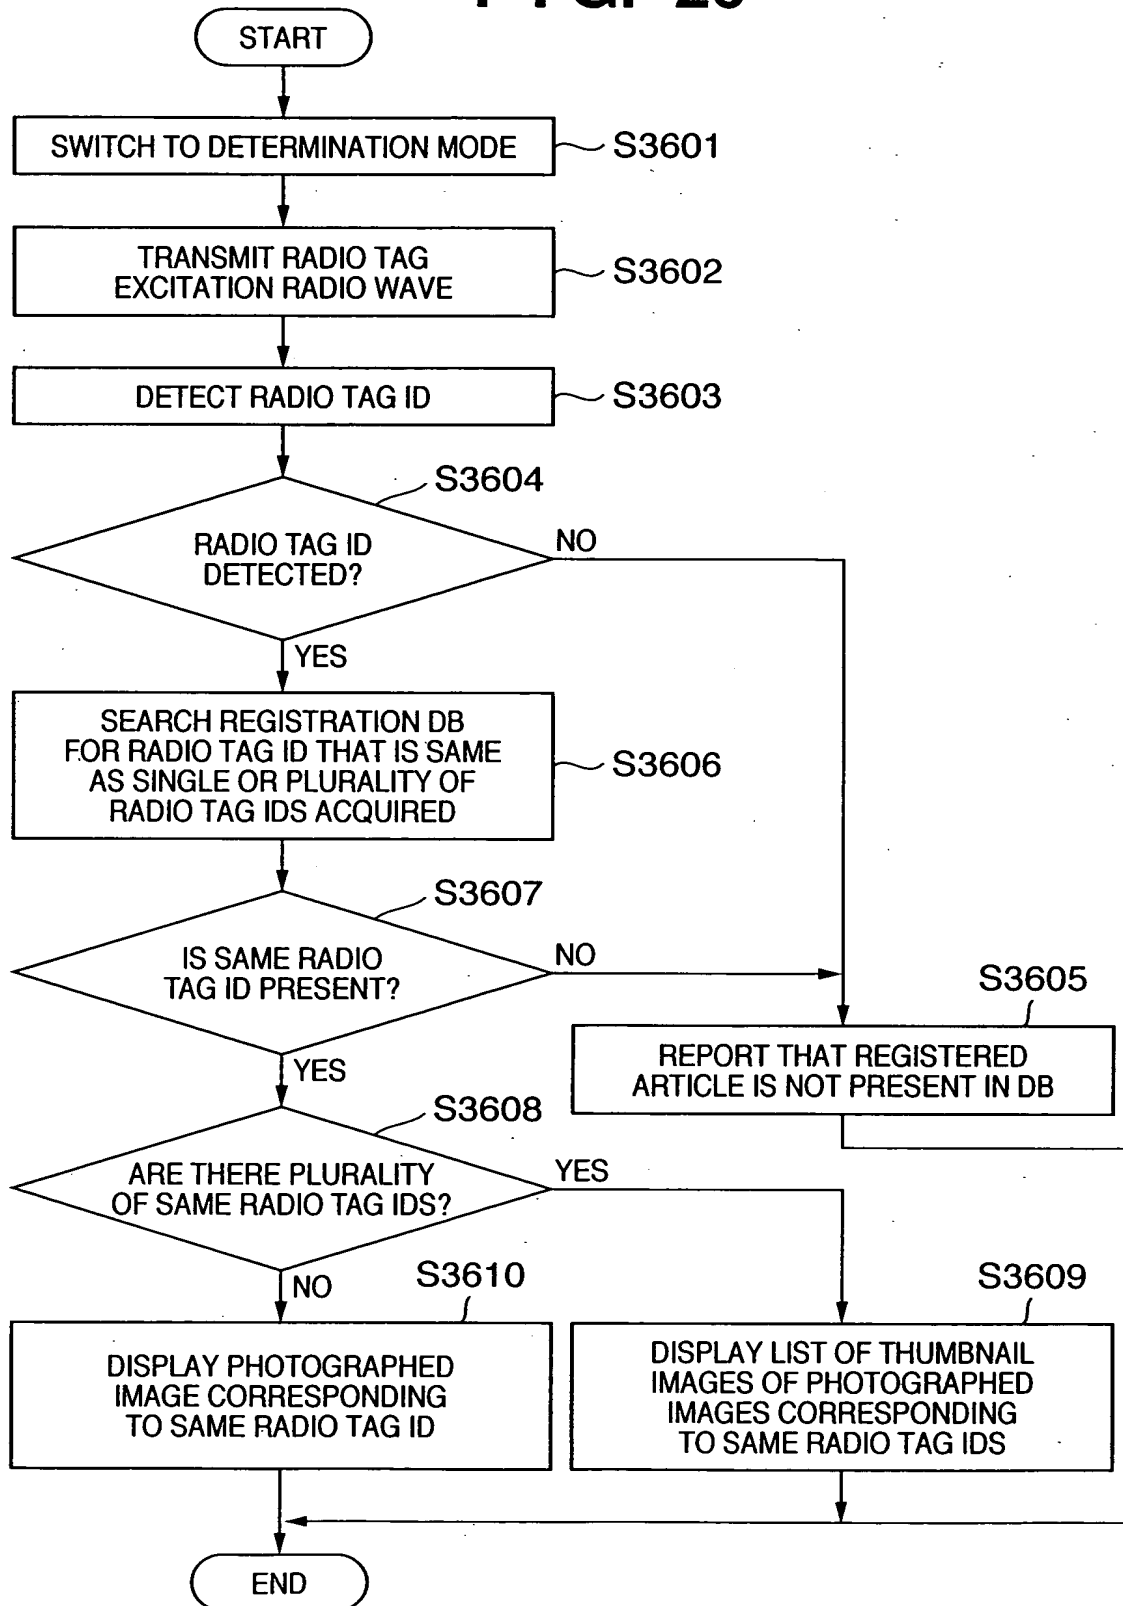 START
SWITCH TO DETERMINATION MODE
S3601
TRANSMIT RADIO TAG
EXCITATION RADIO WAVE
S3602
DETECT RADIO TAG ID
S3603
S3604
RADIO TAG ID
DETECTED?
NO
YES
SEARCH REGISTRATION DB
FOR RADIO TAG ID THAT IS SAME
AS SINGLE OR PLURALITY OF
RADIO TAG IDS ACQUIRED
S3606
S3607
IS SAME RADIO
TAG ID PRESENT?
NO
YES
S3605
REPORT THAT REGISTERED
ARTICLE IS NOT PRESENT IN DB
S3608
ARE THERE PLURALITY
OF SAME RADIO TAG IDS?
YES
NO
S3610
DISPLAY PHOTOGRAPHED
IMAGE CORRESPONDING
TO SAME RADIO TAG ID
S3609
DISPLAY LIST OF THUMBNAIL
IMAGES OF PHOTOGRAPHED
IMAGES CORRESPONDING
TO SAME RADIO TAG IDS
END